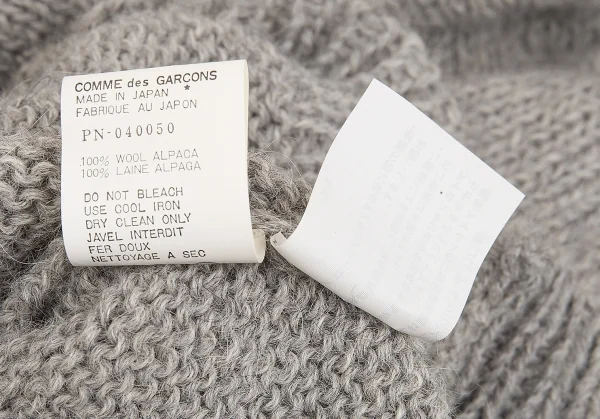 COMME des GARCONS
MADE IN JAPAN *
FABRIQUE AU JAPON
PN-040050
100% WOOL ALPACA
100% LAINE ALPAGA
DO NOT BLEACH
USE COOL IRON
DRY CLEAN ONLY
JAVEL INTERDIT
FER DOUX
NETTOYAGE A SEC